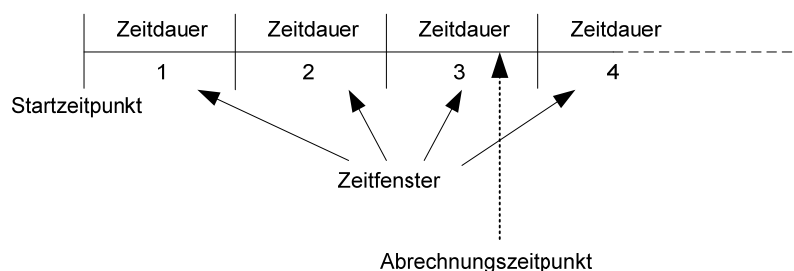 Zeitdauer Zeitdauer Zeitdauer Zeitdauer
1 2 3 4
Startzeitpunkt
Zeitfenster
Abrechnungszeitpunkt